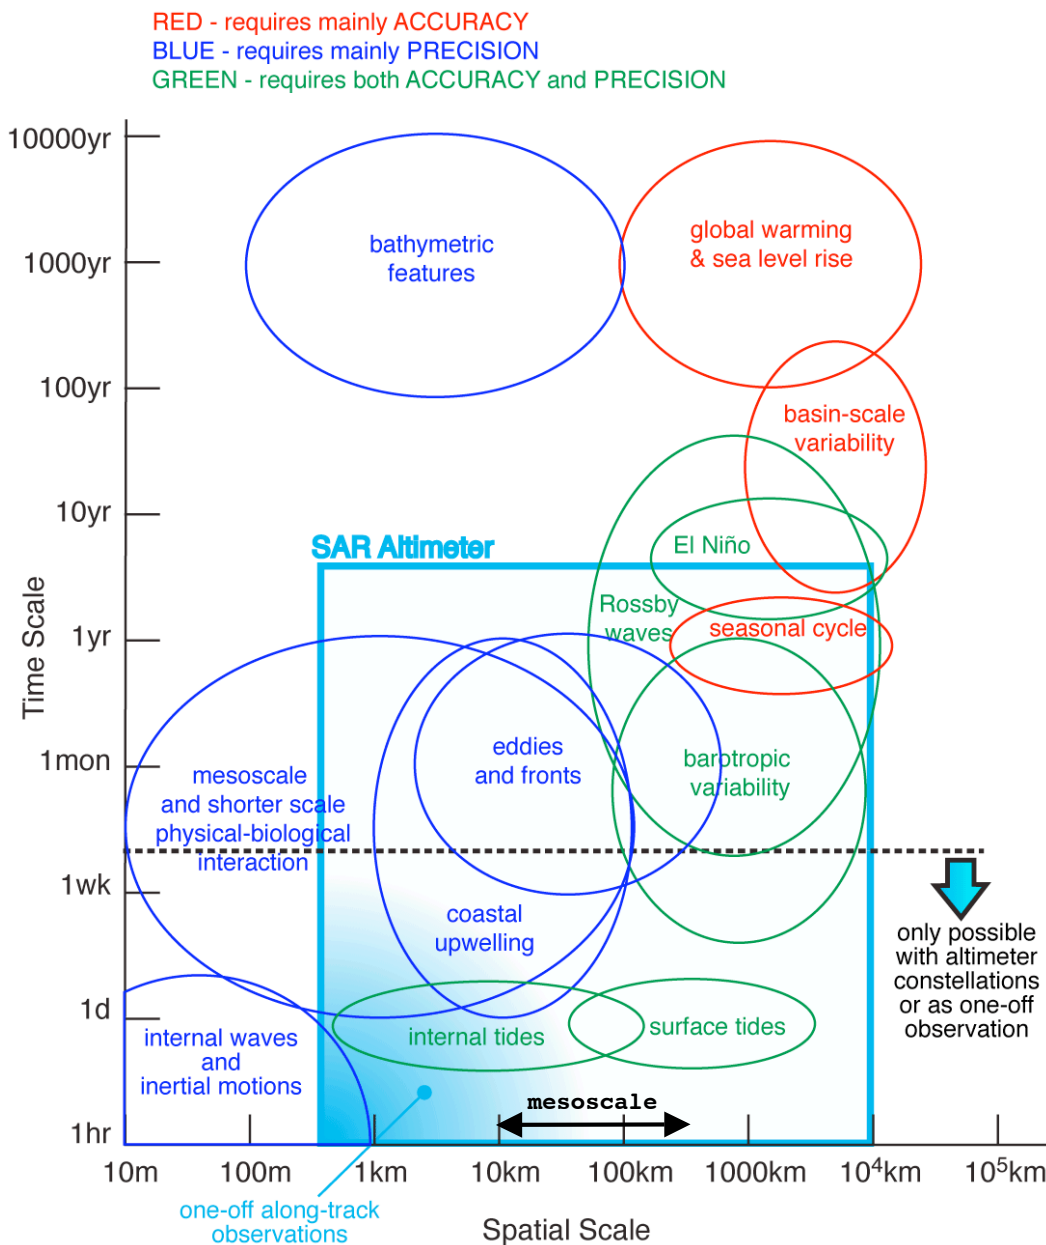 RED - requires mainly ACCURACY
BLUE - requires mainly PRECISION
GREEN - requires both ACCURACY and PRECISION
10000yr
1000yr
100yr
10yr
1yr
1mon
1wk
1d
1hr
Time Scale
bathymetric
features
global warming
& sea level rise
basin-scale
variability
SAR Altimeter
El Niño
Rossby
waves
seasonal cycle
eddies
and fronts
barotropic
variability
mesoscale
and shorter scale
physical-biological
interaction
coastal
upwelling
only possible
with altimeter
constellations
or as one-off
observation
internal waves
and
inertial motions
internal tides
surface tides
mesoscale
10m
100m
1km
10km
100km
1000km
10⁴km
10⁵km
one-off along-track
observations
Spatial Scale